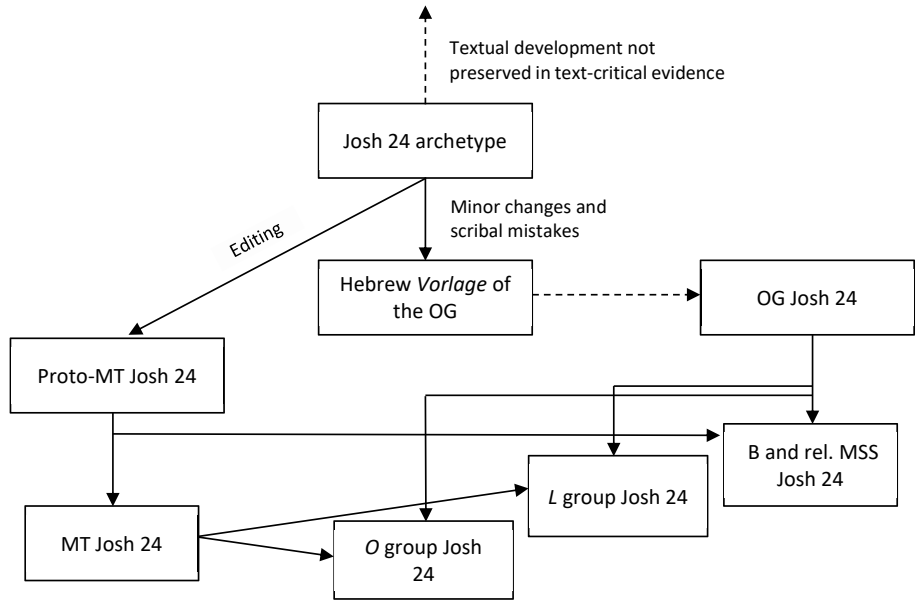 Textual development not
preserved in text-critical evidence
Josh 24 archetype
Editing
Minor changes and
scribal mistakes
Hebrew Vorlage of
the OG
OG Josh 24
Proto-MT Josh 24
B and rel. MSS
Josh 24
L group Josh 24
MT Josh 24
O group Josh
24